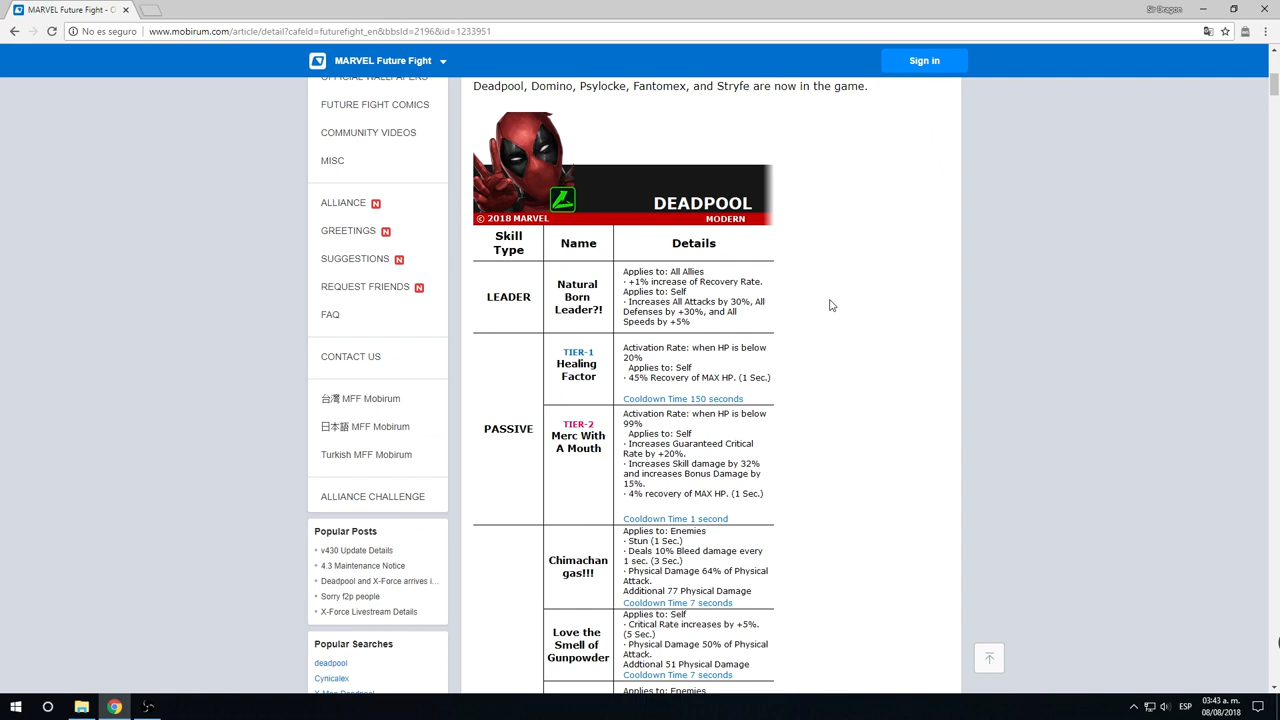 MARVEL Future Fight - O
Sir Dragon
No es seguro
www.mobirum.com/article/detail?cafeId=futurefight_en&bbsId=2196&id=1233951
MARVEL Future Fight
Sign in
OFFICIAL WALLPAPERS
FUTURE FIGHT COMICS
COMMUNITY VIDEOS
MISC
ALLIANCE N
GREETINGS N
SUGGESTIONS N
REQUEST FRIENDS N
FAQ
CONTACT US
台灣 MFF Mobirum
日本語 MFF Mobirum
Turkish MFF Mobirum
ALLIANCE CHALLENGE
Popular Posts
v430 Update Details
4.3 Maintenance Notice
Deadpool and X-Force arrives i...
Sorry f2p people
X-Force Livestream Details
Popular Searches
deadpool
Cynicalex
X-Men Deadpool
Deadpool, Domino, Psylocke, Fantomex, and Stryfe are now in the game.
DEADPOOL
© 2018 MARVEL
MODERN
Skill
Type
Name
Details
LEADER
Natural
Born
Leader?!
Applies to: All Allies
· +1% increase of Recovery Rate.
Applies to: Self
· Increases All Attacks by 30%, All
Defenses by +30%, and All
Speeds by +5%
PASSIVE
TIER-1
Healing
Factor
Activation Rate: when HP is below
20%
Applies to: Self
· 45% Recovery of MAX HP. (1 Sec.)
Cooldown Time 150 seconds
TIER-2
Merc With
A Mouth
Activation Rate: when HP is below
99%
Applies to: Self
· Increases Guaranteed Critical
Rate by +20%.
· Increases Skill damage by 32%
and increases Bonus Damage by
15%.
· 4% recovery of MAX HP. (1 Sec.)
Cooldown Time 1 second
Chimachan
gas!!!
Applies to: Enemies
· Stun (1 Sec.)
· Deals 10% Bleed damage every
1 sec. (3 Sec.)
· Physical Damage 64% of Physical
Attack.
Additional 77 Physical Damage
Cooldown Time 7 seconds
Love the
Smell of
Gunpowder
Applies to: Self
· Critical Rate increases by +5%.
(5 Sec.)
· Physical Damage 50% of Physical
Attack.
Addtional 51 Physical Damage
Cooldown Time 7 seconds
Applies to: Enemies
ESP
03:43 a. m.
08/08/2018